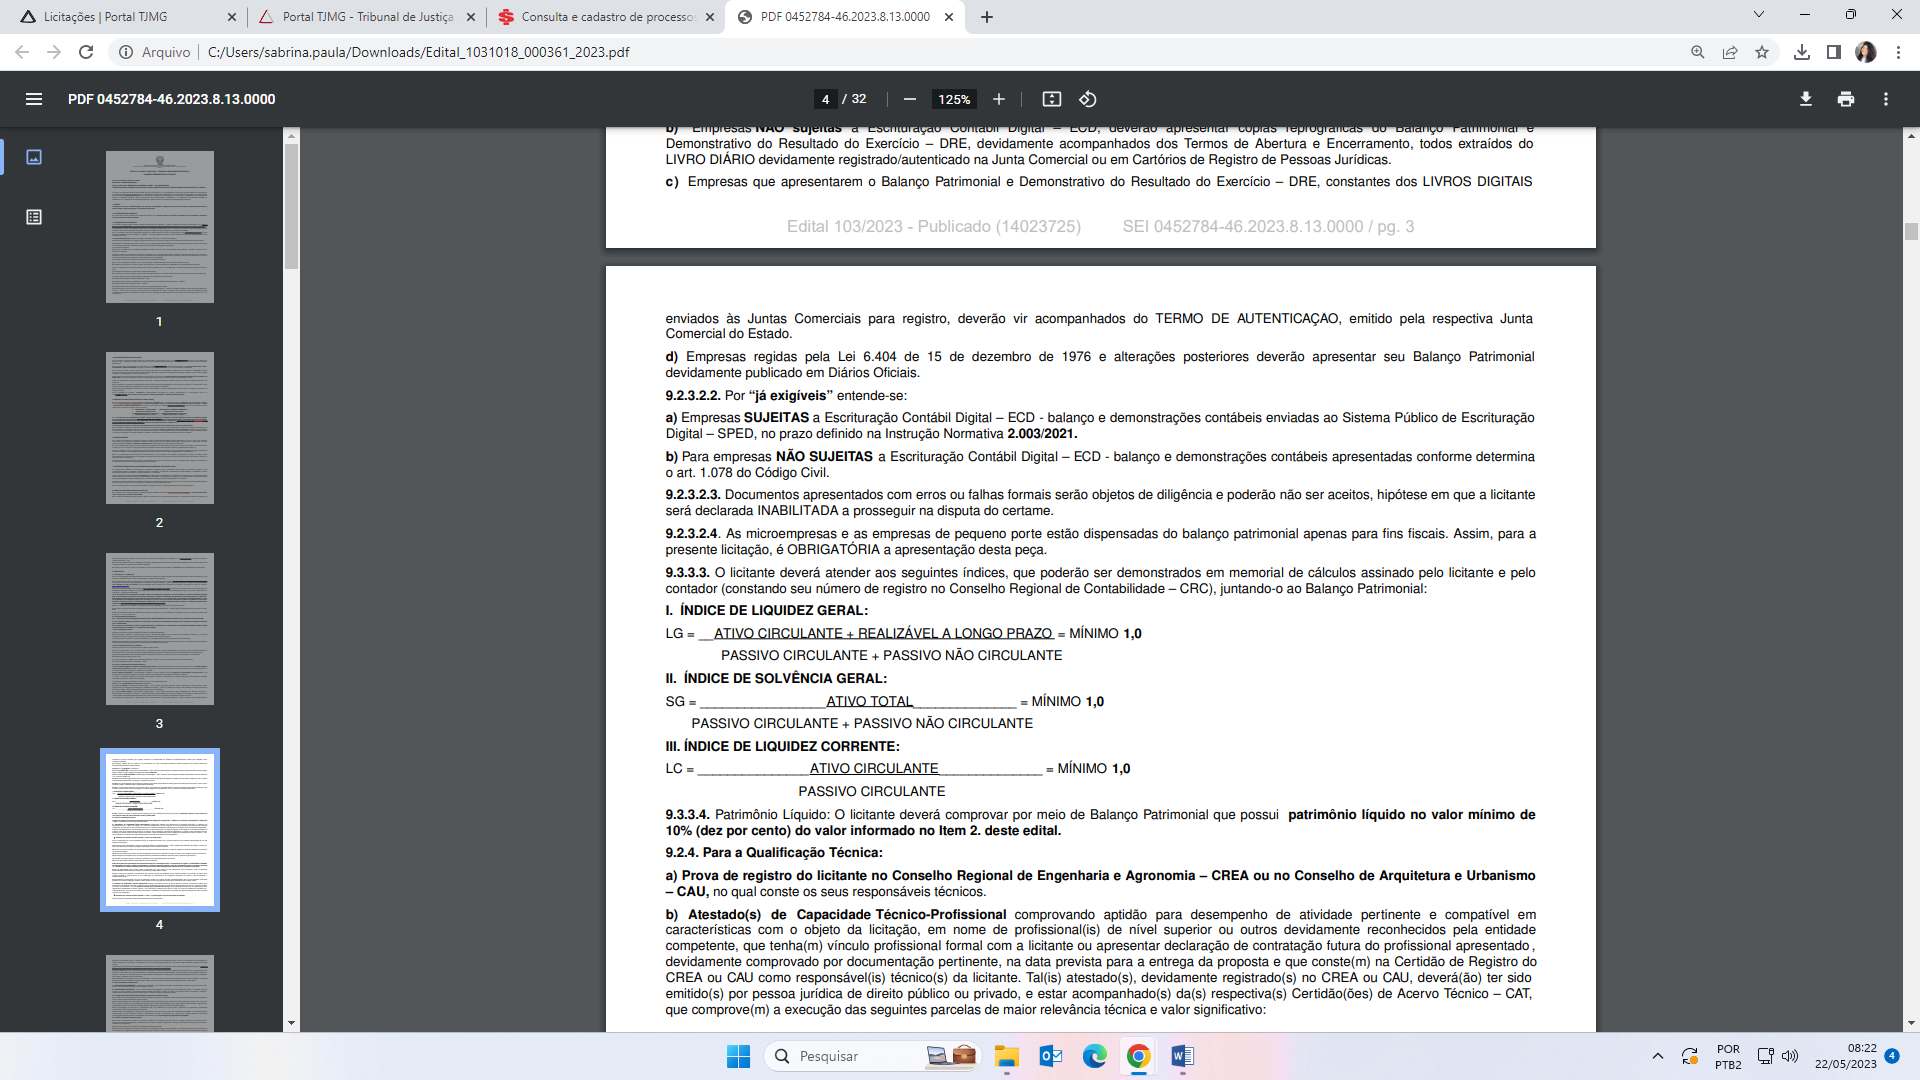 Licitações | Portal TJMG
Portal TJMG - Tribunal de Justiça
Consulta e cadastro de processos
PDF 0452784-46.2023.8.13.0000
Arquivo
C:/Users/sabrina.paula/Downloads/Edital_1031018_000361_2023.pdf
PDF 0452784-46.2023.8.13.0000
4 / 32
125%
1
2
3
4
b) Empresas NÃO sujeitas a Escrituração Contábil Digital – ECD, deverão apresentar cópias reprográficas do Balanço Patrimonial e
Demonstrativo do Resultado do Exercício – DRE, devidamente acompanhados dos Termos de Abertura e Encerramento, todos extraídos do
LIVRO DIÁRIO devidamente registrado/autenticado na Junta Comercial ou em Cartórios de Registro de Pessoas Jurídicas.
c) Empresas que apresentarem o Balanço Patrimonial e Demonstrativo do Resultado do Exercício – DRE, constantes dos LIVROS DIGITAIS
Edital 103/2023 - Publicado (14023725) SEI 0452784-46.2023.8.13.0000 / pg. 3
enviados às Juntas Comerciais para registro, deverão vir acompanhados do TERMO DE AUTENTICAÇAO, emitido pela respectiva Junta
Comercial do Estado.
d) Empresas regidas pela Lei 6.404 de 15 de dezembro de 1976 e alterações posteriores deverão apresentar seu Balanço Patrimonial
devidamente publicado em Diários Oficiais.
9.2.3.2.2. Por “já exigíveis” entende-se:
a) Empresas SUJEITAS a Escrituração Contábil Digital – ECD - balanço e demonstrações contábeis enviadas ao Sistema Público de Escrituração
Digital – SPED, no prazo definido na Instrução Normativa 2.003/2021.
b) Para empresas NÃO SUJEITAS a Escrituração Contábil Digital – ECD - balanço e demonstrações contábeis apresentadas conforme determina
o art. 1.078 do Código Civil.
9.2.3.2.3. Documentos apresentados com erros ou falhas formais serão objetos de diligência e poderão não ser aceitos, hipótese em que a licitante
será declarada INABILITADA a prosseguir na disputa do certame.
9.2.3.2.4. As microempresas e as empresas de pequeno porte estão dispensadas do balanço patrimonial apenas para fins fiscais. Assim, para a
presente licitação, é OBRIGATÓRIA a apresentação desta peça.
9.3.3.3. O licitante deverá atender aos seguintes índices, que poderão ser demonstrados em memorial de cálculos assinado pelo licitante e pelo
contador (constando seu número de registro no Conselho Regional de Contabilidade – CRC), juntando-o ao Balanço Patrimonial:
I. ÍNDICE DE LIQUIDEZ GERAL:
LG = __ATIVO CIRCULANTE + REALIZÁVEL A LONGO PRAZO_ = MÍNIMO 1,0
PASSIVO CIRCULANTE + PASSIVO NÃO CIRCULANTE
II. ÍNDICE DE SOLVÊNCIA GERAL:
SG = _________________ATIVO TOTAL______________ = MÍNIMO 1,0
PASSIVO CIRCULANTE + PASSIVO NÃO CIRCULANTE
III. ÍNDICE DE LIQUIDEZ CORRENTE:
LC = _______________ATIVO CIRCULANTE______________ = MÍNIMO 1,0
PASSIVO CIRCULANTE
9.3.3.4. Patrimônio Líquido: O licitante deverá comprovar por meio de Balanço Patrimonial que possui patrimônio líquido no valor mínimo de
10% (dez por cento) do valor informado no Item 2. deste edital.
9.2.4. Para a Qualificação Técnica:
a) Prova de registro do licitante no Conselho Regional de Engenharia e Agronomia – CREA ou no Conselho de Arquitetura e Urbanismo
– CAU, no qual conste os seus responsáveis técnicos.
b) Atestado(s) de Capacidade Técnico-Profissional comprovando aptidão para desempenho de atividade pertinente e compatível em
características com o objeto da licitação, em nome de profissional(is) de nível superior ou outros devidamente reconhecidos pela entidade
competente, que tenha(m) vínculo profissional formal com a licitante ou apresentar declaração de contratação futura do profissional apresentado,
devidamente comprovado por documentação pertinente, na data prevista para a entrega da proposta e que conste(m) na Certidão de Registro do
CREA ou CAU como responsável(is) técnico(s) da licitante. Tal(is) atestado(s), devidamente registrado(s) no CREA ou CAU, deverá(ão) ter sido
emitido(s) por pessoa jurídica de direito público ou privado, e estar acompanhado(s) da(s) respectiva(s) Certidão(ões) de Acervo Técnico – CAT,
que comprove(m) a execução das seguintes parcelas de maior relevância técnica e valor significativo:
Pesquisar
POR
PTB2
08:22
22/05/2023
4